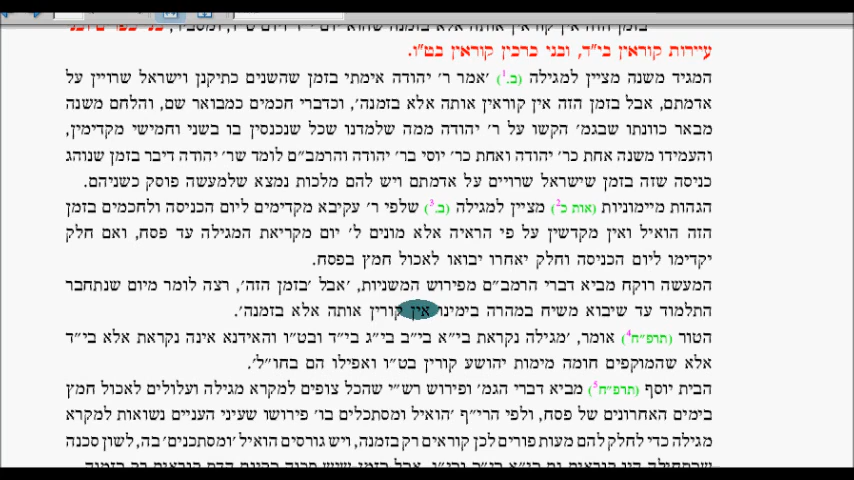 בזמן הזה אין קוראין אותה אלא בזמנה
עיירות קוראין בי"ד, ובני ברכין קוראין בט"ו.
המגיד משנה מציין למגילה (ב.1) 'אמר ר' יהודה אימתי בזמן שהשנים כתיקנן וישראל שרויין על
אדמתם, אבל בזמן הזה אין קוראין אותה אלא בזמנה', וכדברי חכמים כמבואר שם, והלחם משנה
מבאר כוונתו שבגמ' הקשו על ר' יהודה ממה שלמדנו שכל שנכנסין בו בשני וחמישי מקדימין,
והעמידו משנה אחת כר' יהודה ואחת כר' יוסי בר' יהודה והרמב"ם לומד שר' יהודה דיבר בזמן שנוהג
כניסה שזה בזמן שישראל שרויים על אדמתם ויש להם מלכות נמצא שלמעשה פוסק כשניהם.
הגהות מיימוניות (אות כ2) מציין למגילה (ב.3) שלפי ר' עקיבא מקדימים ליום הכניסה ולחכמים בזמן
הזה הואיל ואין מקדשין על פי הראיה אלא מונים ל' יום מקריאת המגילה עד פסח, ואם חלק
יקדימו ליום הכניסה וחלק יאחרו יבואו לאכול חמץ בפסח.
המעשה רוקח מביא דברי הרמב"ם מפירוש המשניות, 'אבל 'בזמן הזה', רצה לומר מיום שנתחבר
התלמוד עד שיבוא משיח במהרה בימינו אין קורין אותה אלא בזמנה'.
הטור (תרפ"ח4) אומר, 'מגילה נקראת בי"א בי"ב בי"ג בי"ד ובט"ו והאידנא אינה נקראת אלא בי"ד
אלא שהמוקפים חומה מימות יהושע קורין בט"ו ואפילו הם בחו"ל'.
הבית יוסף (תרפ"ח5) מביא דברי הגמ' ופירוש רש"י שהכל צופים למקרא מגילה ועלולים לאכול חמץ
בימים האחרונים של פסח, ולפי הרי"ף 'הואיל ומסתכלים בו' פירושו שעיני העניים נשואות למקרא
מגילה כדי לחלק להם מעות פורים לכן קוראים רק בזמנה, ויש גורסים הואיל 'ומסתכנים' בה, לשון סכנה